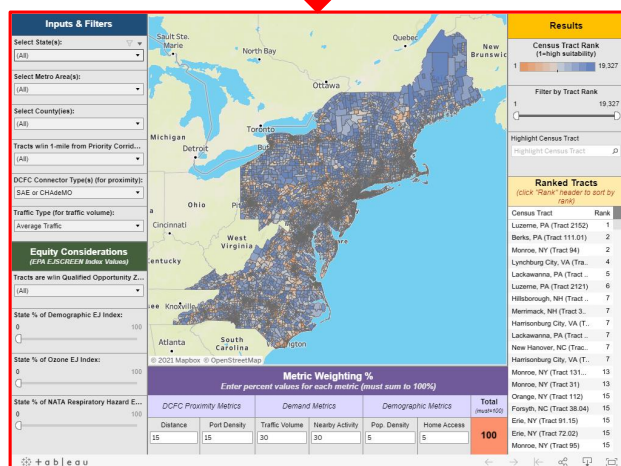 Inputs & Filters
Select State(s):
(All)
Select Metro Area(s):
(All)
Select County(ies):
(All)
Tracts w/in 1-mile from Priority Corrid...
(All)
DCFC Connector Type(s) (for proximity):
SAE or CHAdeMO
Traffic Type (for traffic volume):
Average Traffic
Equity Considerations
(EPA EJSCREEN Index Values)
Tracts are w/in Qualified Opportunity Z...
(All)
State % of Demographic EJ Index:
0 100
State % of Ozone EJ Index:
0 100
State % of NATA Respiratory Hazard E...
0 100
Sault Ste.
Marie
North Bay
Quebec
New
Brunswic
Ottawa
Toronto
Michigan
Detroit
Ohio
Cincinnati
West
Virginia
Kentucky
Knoxville
Atlanta
South
Carolina
© 2021 Mapbox © OpenStreetMap
Metric Weighting %
Enter percent values for each metric (must sum to 100%)
DCFC Proximity Metrics Demand Metrics Demographic Metrics Total
(must=100)
Distance Port Density Traffic Volume Nearby Activity Pop. Density Home Access
15 15 30 30 5 5 100
Results
Census Tract Rank
(1=high suitability)
1 19,327
Filter by Tract Rank
1 19,327
Highlight Census Tract
Highlight Census Tract
Ranked Tracts
(click "Rank" header to sort by
rank)
Census Tract Rank
Luzerne, PA (Tract 2152) 1
Berks, PA (Tract 111.01) 2
Monroe, NY (Tract 94) 2
Lynchburg City, VA (Tra.. 4
Lackawanna, PA (Tract .. 5
Luzerne, PA (Tract 2121) 6
Hillsborough, NH (Tract .. 7
Merrimack, NH (Tract 3.. 7
Harrisonburg City, VA (T.. 7
Lackawanna, PA (Tract .. 7
New Hanover, NC (Trac.. 7
Harrisonburg City, VA (T.. 7
Monroe, NY (Tract 131... 13
Monroe, NY (Tract 31) 13
Orange, NY (Tract 112) 15
Forsyth, NC (Tract 38.04) 15
Erie, NY (Tract 91.15) 15
Erie, NY (Tract 72.02) 15
Monroe, NY (Tract 95) 15
+ a b l e a u